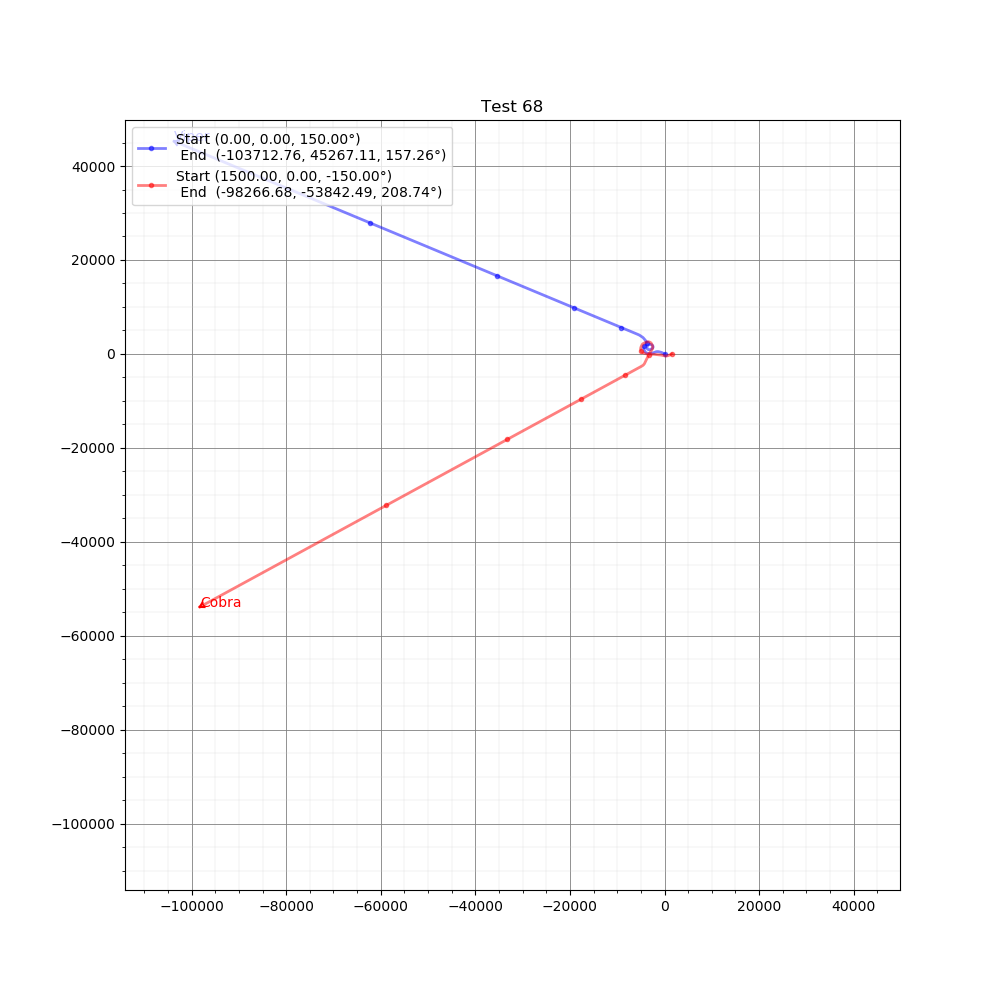 Test 68
Start (0.00, 0.00, 150.00°)
End (-103712.76, 45267.11, 157.26°)
Start (1500.00, 0.00, -150.00°)
End (-98266.68, -53842.49, 208.74°)
40000
20000
0
−20000
−40000
Cobra
−60000
−80000
−100000
−100000 −80000 −60000 −40000 −20000 0 20000 40000